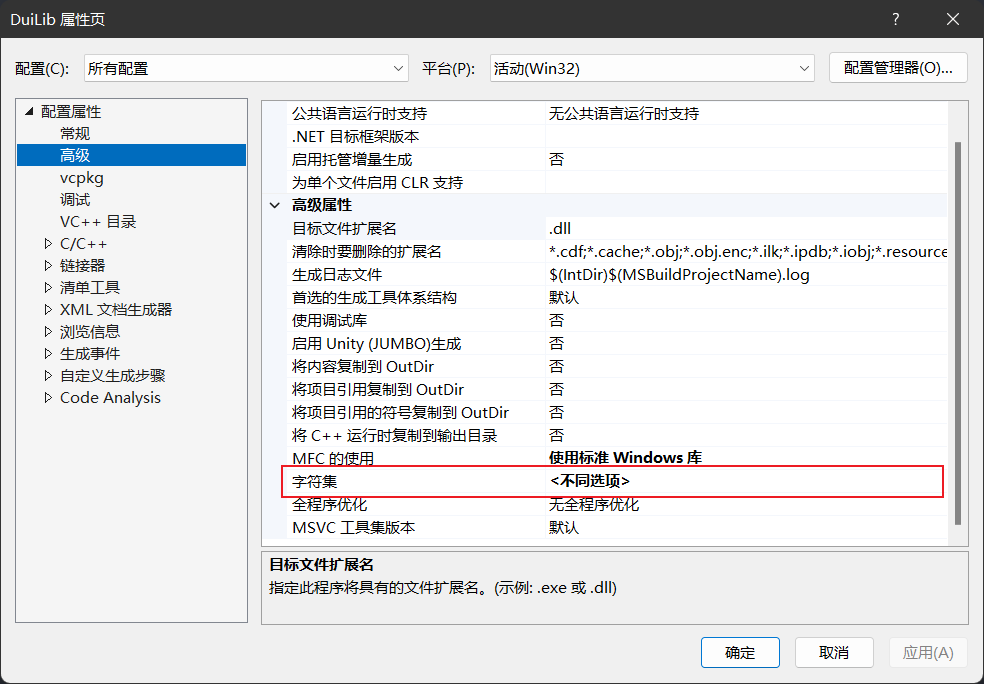 DuiLib 属性页
配置(C): 所有配置 平台(P): 活动(Win32) 配置管理器(O)...
配置属性
常规
高级
vcpkg
调试
VC++ 目录
C/C++
链接器
清单工具
XML 文档生成器
浏览信息
生成事件
自定义生成步骤
Code Analysis
公共语言运行时支持 无公共语言运行时支持
.NET 目标框架版本
启用托管增量生成 否
为单个文件启用 CLR 支持
高级属性
目标文件扩展名 .dll
清除时要删除的扩展名 *.cdf;*.cache;*.obj;*.obj.enc;*.ilk;*.ipdb;*.iobj;*.resource
生成日志文件 $(IntDir)$(MSBuildProjectName).log
首选的生成工具体系结构 默认
使用调试库 否
启用 Unity (JUMBO)生成 否
将内容复制到 OutDir 否
将项目引用复制到 OutDir 否
将项目引用的符号复制到 OutDir 否
将 C++ 运行时复制到输出目录 否
MFC 的使用 使用标准 Windows 库
字符集 <不同选项>
全程序优化 无全程序优化
MSVC 工具集版本 默认
目标文件扩展名
指定此程序将具有的文件扩展名。(示例: .exe 或 .dll)
确定 取消 应用(A)